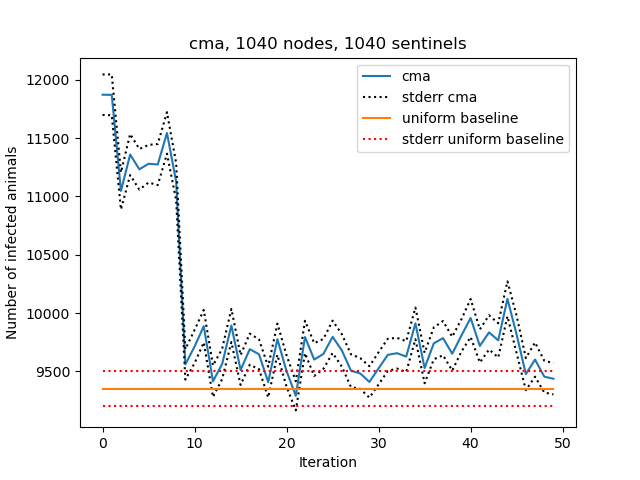 cma, 1040 nodes, 1040 sentinels
Number of infected animals
12000
11500
11000
10500
10000
9500
cma
stderr cma
uniform baseline
stderr uniform baseline
0 10 20 30 40 50
Iteration